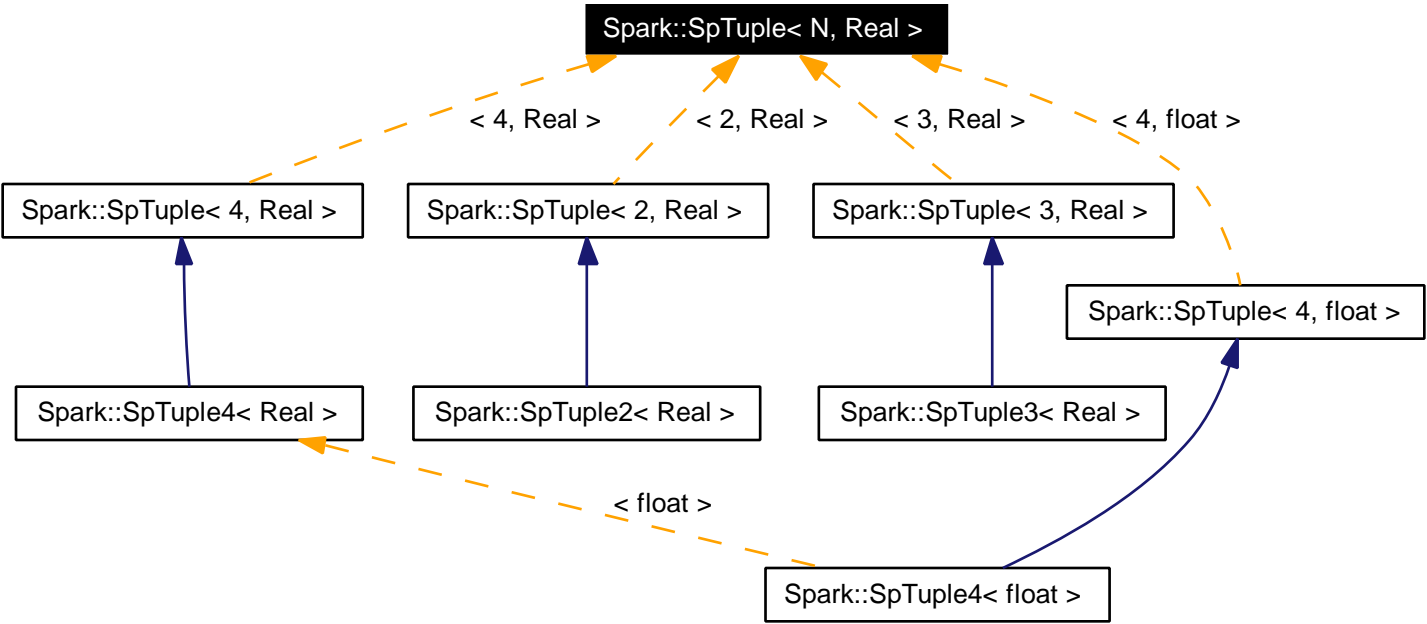 Spark::SpTuple< N, Real >
< 4, Real >
< 2, Real >
< 3, Real >
< 4, float >
Spark::SpTuple< 4, Real >
Spark::SpTuple< 2, Real >
Spark::SpTuple< 3, Real >
Spark::SpTuple< 4, float >
Spark::SpTuple4< Real >
Spark::SpTuple2< Real >
Spark::SpTuple3< Real >
< float >
Spark::SpTuple4< float >